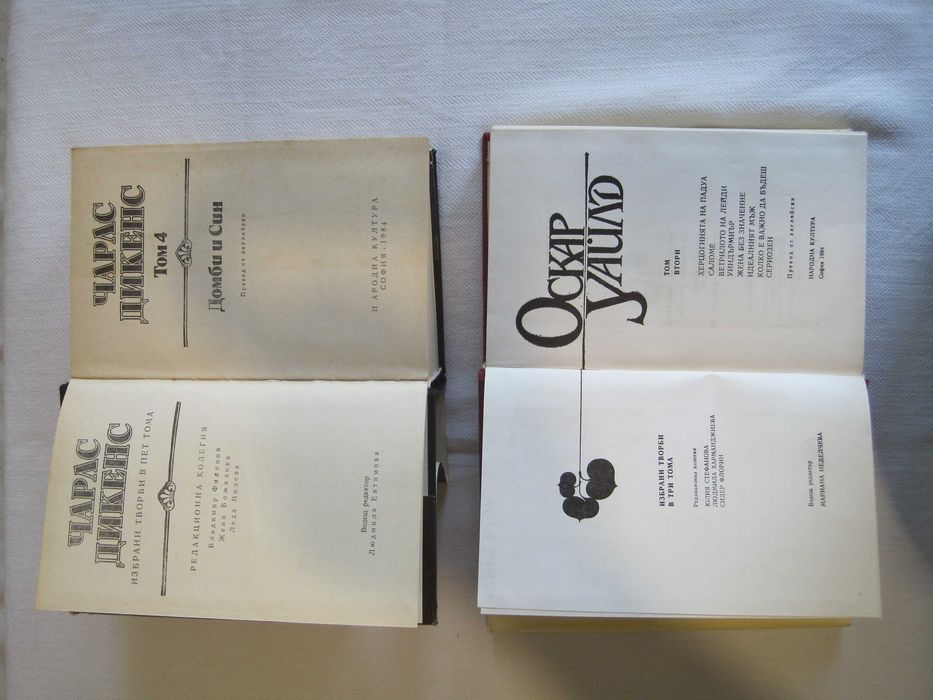 ЧАРЛС
ДИКЕНС
ИЗБРАНИ ТВОРБИ В ПЕТ ТОМА
РЕДАКЦИОННА КОЛЕГИЯ
Владимир Филипов
Жени Божилова
Леда Милева
Водещ редактор
Людмила Евтимова
ЧАРЛС
ДИКЕНС
Том 4
Домби и Син
Превод от английски
НАРОДНА КУЛТУРА
СОФИЯ · 1984
ИЗБРАНИ ТВОРБИ
В ТРИ ТОМА
Редакционна колегия
ЮЛИЯ СТЕФАНОВА
ЛЮДМИЛА ХАРМАНДЖИЕВА
СИДЕР ФЛОРИН
Водещ редактор
МАРИАНА НЕДЕЛЧЕВА
ОСКАР
УАЙЛД
ТОМ
ВТОРИ
ХЕРЦОГИНЯТА НА ПАДУА
САЛОМЕ
ВЕТРИЛОТО НА ЛЕЙДИ
УИНДЪРМИЪР
ЖЕНА БЕЗ ЗНАЧЕНИЕ
ИДЕАЛНИЯТ МЪЖ
КОЛКО Е ВАЖНО ДА БЪДЕШ
СЕРИОЗЕН
Превод от английски
НАРОДНА КУЛТУРА
София 1984